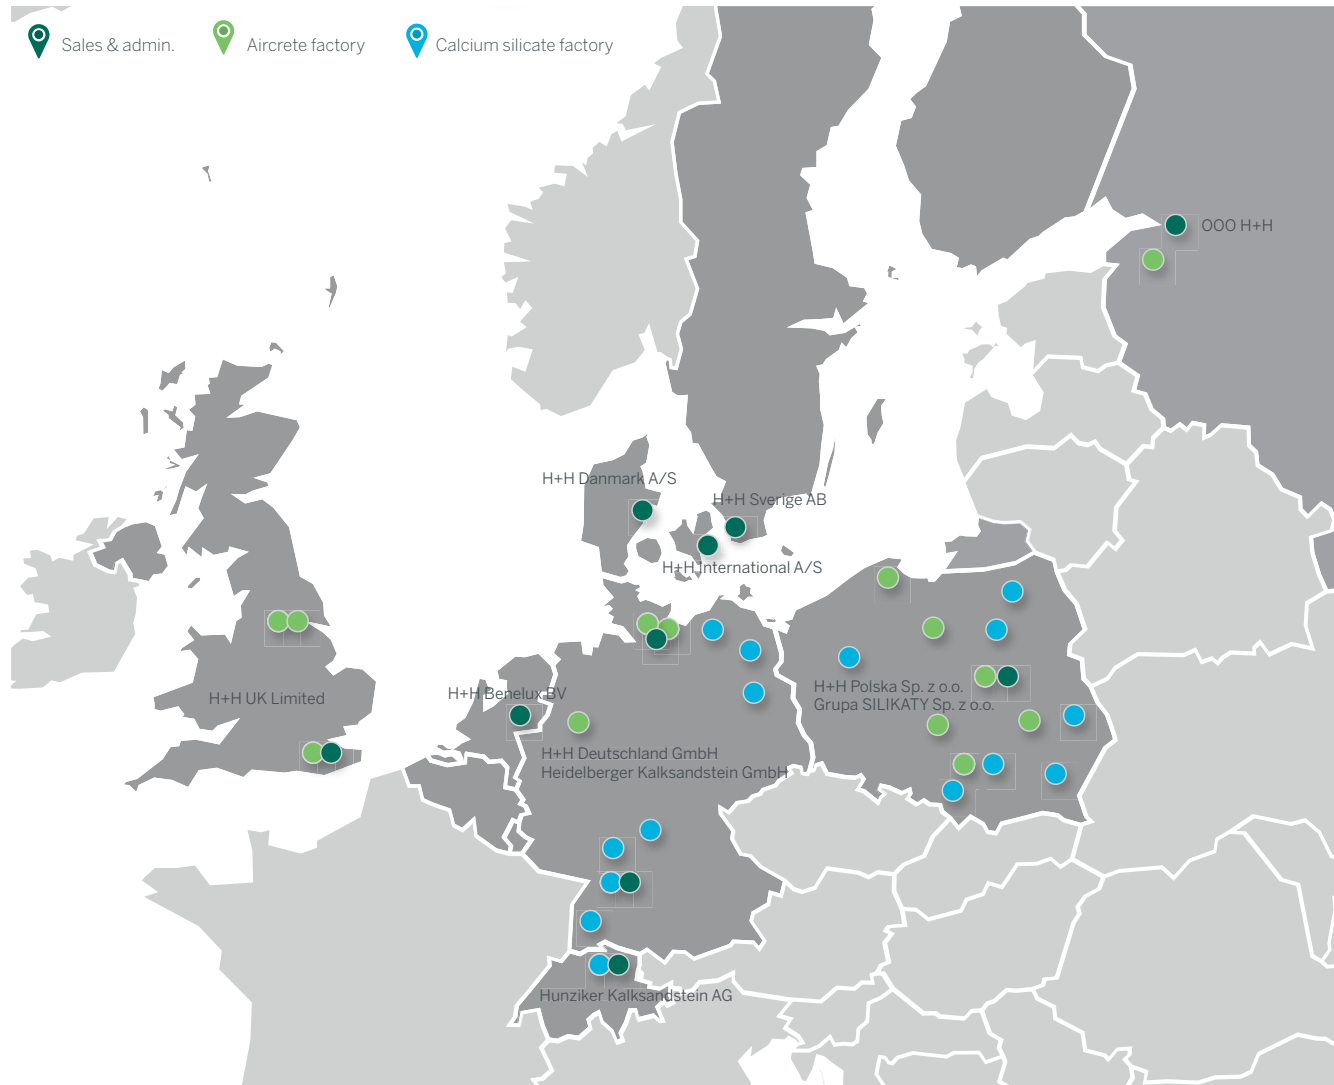 Sales & admin.
Aircrete factory
Calcium silicate factory
OOO H+H
H+H Danmark A/S
H+H Sverige AB
H+H International A/S
H+H UK Limited
H+H Benelux BV
H+H Polska Sp. z o.o.
Grupa SILIKATY Sp. z o.o.
H+H Deutschland GmbH
Heidelberger Kalksandstein GmbH
Hunziker Kalksandstein AG